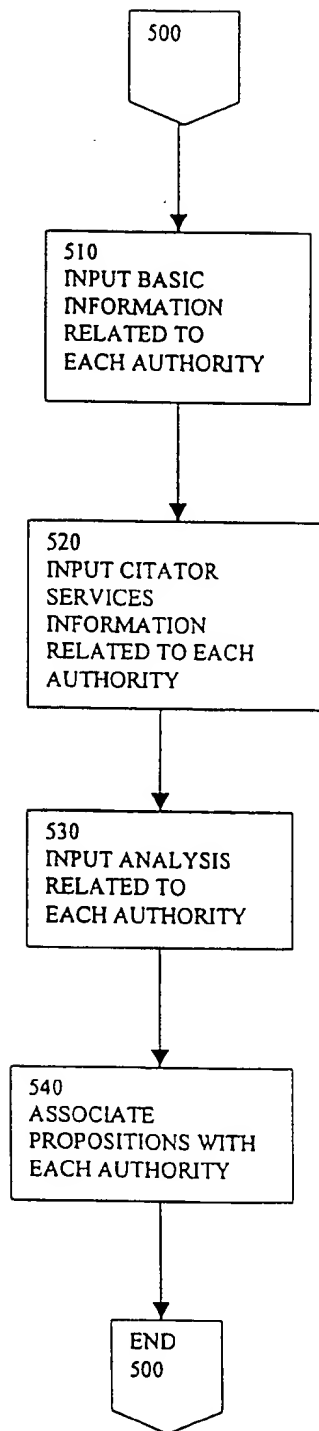 500
510
INPUT BASIC
INFORMATION
RELATED TO
EACH AUTHORITY
520
INPUT CITATOR
SERVICES
INFORMATION
RELATED TO EACH
AUTHORITY
530
INPUT ANALYSIS
RELATED TO
EACH AUTHORITY
540
ASSOCIATE
PROPOSITIONS WITH
EACH AUTHORITY
END
500